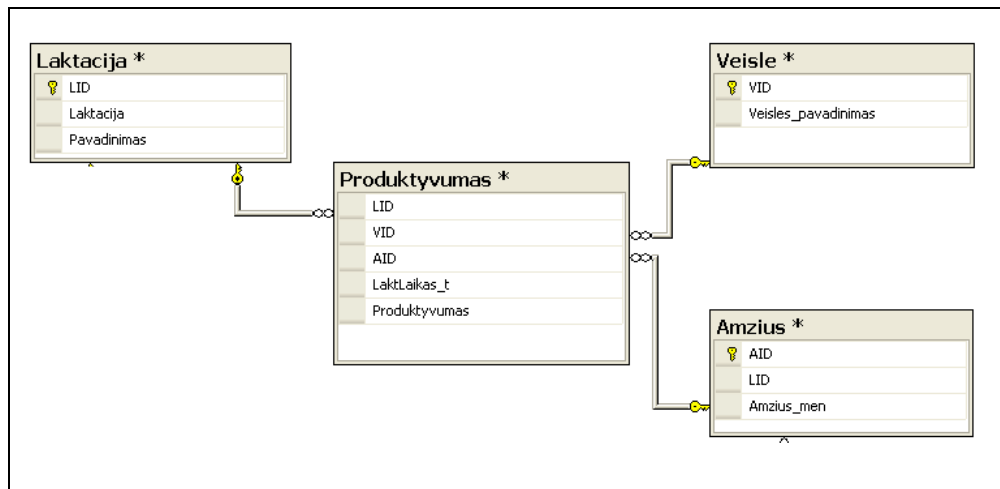 Laktacija *
LID
Laktacija
Pavadinimas
Produktyvumas *
LID
VID
AID
LaktLaikas_t
Produktyvumas
Veisle *
VID
Veisles_pavadinimas
Amzius *
AID
LID
Amzius_men